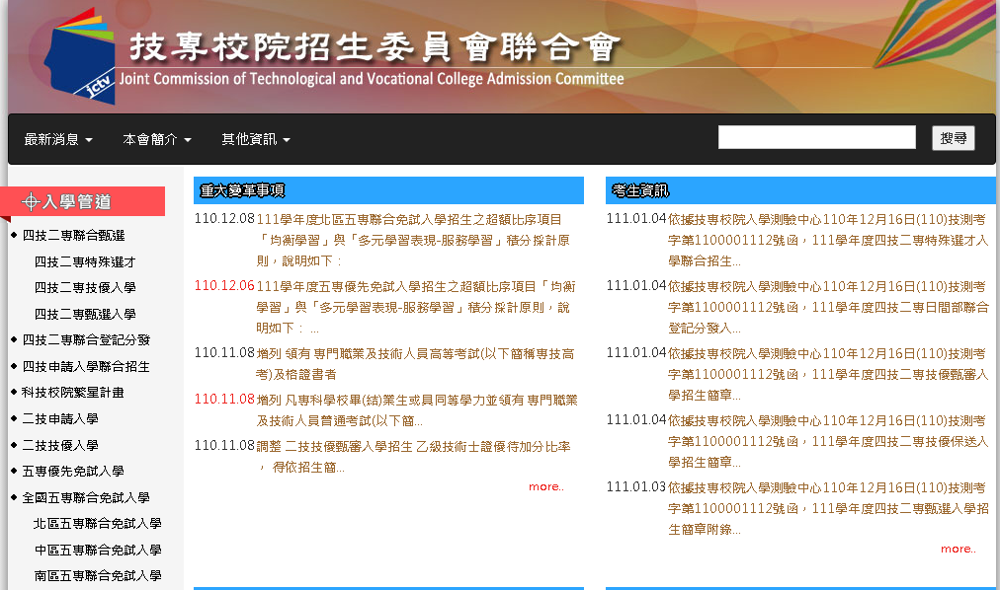 技專校院招生委員會聯合會
Joint Commission of Technological and Vocational College Admission Committee
jctv
最新消息
本會簡介
其他資訊
搜尋
入學管道
四技二專聯合甄選
四技二專特殊選才
四技二專技優入學
四技二專甄選入學
四技二專聯合登記分發
四技申請入學聯合招生
科技校院繁星計畫
二技申請入學
二技技優入學
五專優先免試入學
全國五專聯合免試入學
北區五專聯合免試入學
中區五專聯合免試入學
南區五專聯合免試入學
重大變革事項
110.12.08 111學年度北區五專聯合免試入學招生之超額比序項目
「均衡學習」與「多元學習表現-服務學習」積分採計原
則，說明如下：
110.12.06 111學年度五專優先免試入學招生之超額比序項目「均衡
學習」與「多元學習表現-服務學習」積分採計原則，說
明如下： ...
110.11.08 增列 領有 專門職業及技術人員高等考試(以下簡稱專技高
考)及格證書者
110.11.08 增列 凡專科學校畢(結)業生或具同等學力並領有 專門職業
及技術人員普通考試(以下簡...
110.11.08 調整 二技技優甄審入學招生 乙級技術士證優待加分比率
， 得依招生簡...
more..
考生資訊
111.01.04 依據技專校院入學測驗中心110年12月16日(110)技測考
字第1100001112號函，111學年度四技二專特殊選才入
學聯合招生...
111.01.04 依據技專校院入學測驗中心110年12月16日(110)技測考
字第1100001112號函，111學年度四技二專日間部聯合
登記分發入...
111.01.04 依據技專校院入學測驗中心110年12月16日(110)技測考
字第1100001112號函，111學年度四技二專技優甄審入
學招生簡章...
111.01.04 依據技專校院入學測驗中心110年12月16日(110)技測考
字第1100001112號函，111學年度四技二專技優保送入
學招生簡章...
111.01.03 依據技專校院入學測驗中心110年12月16日(110)技測考
字第1100001112號函，111學年度四技二專甄選入學招
生簡章附錄...
more..